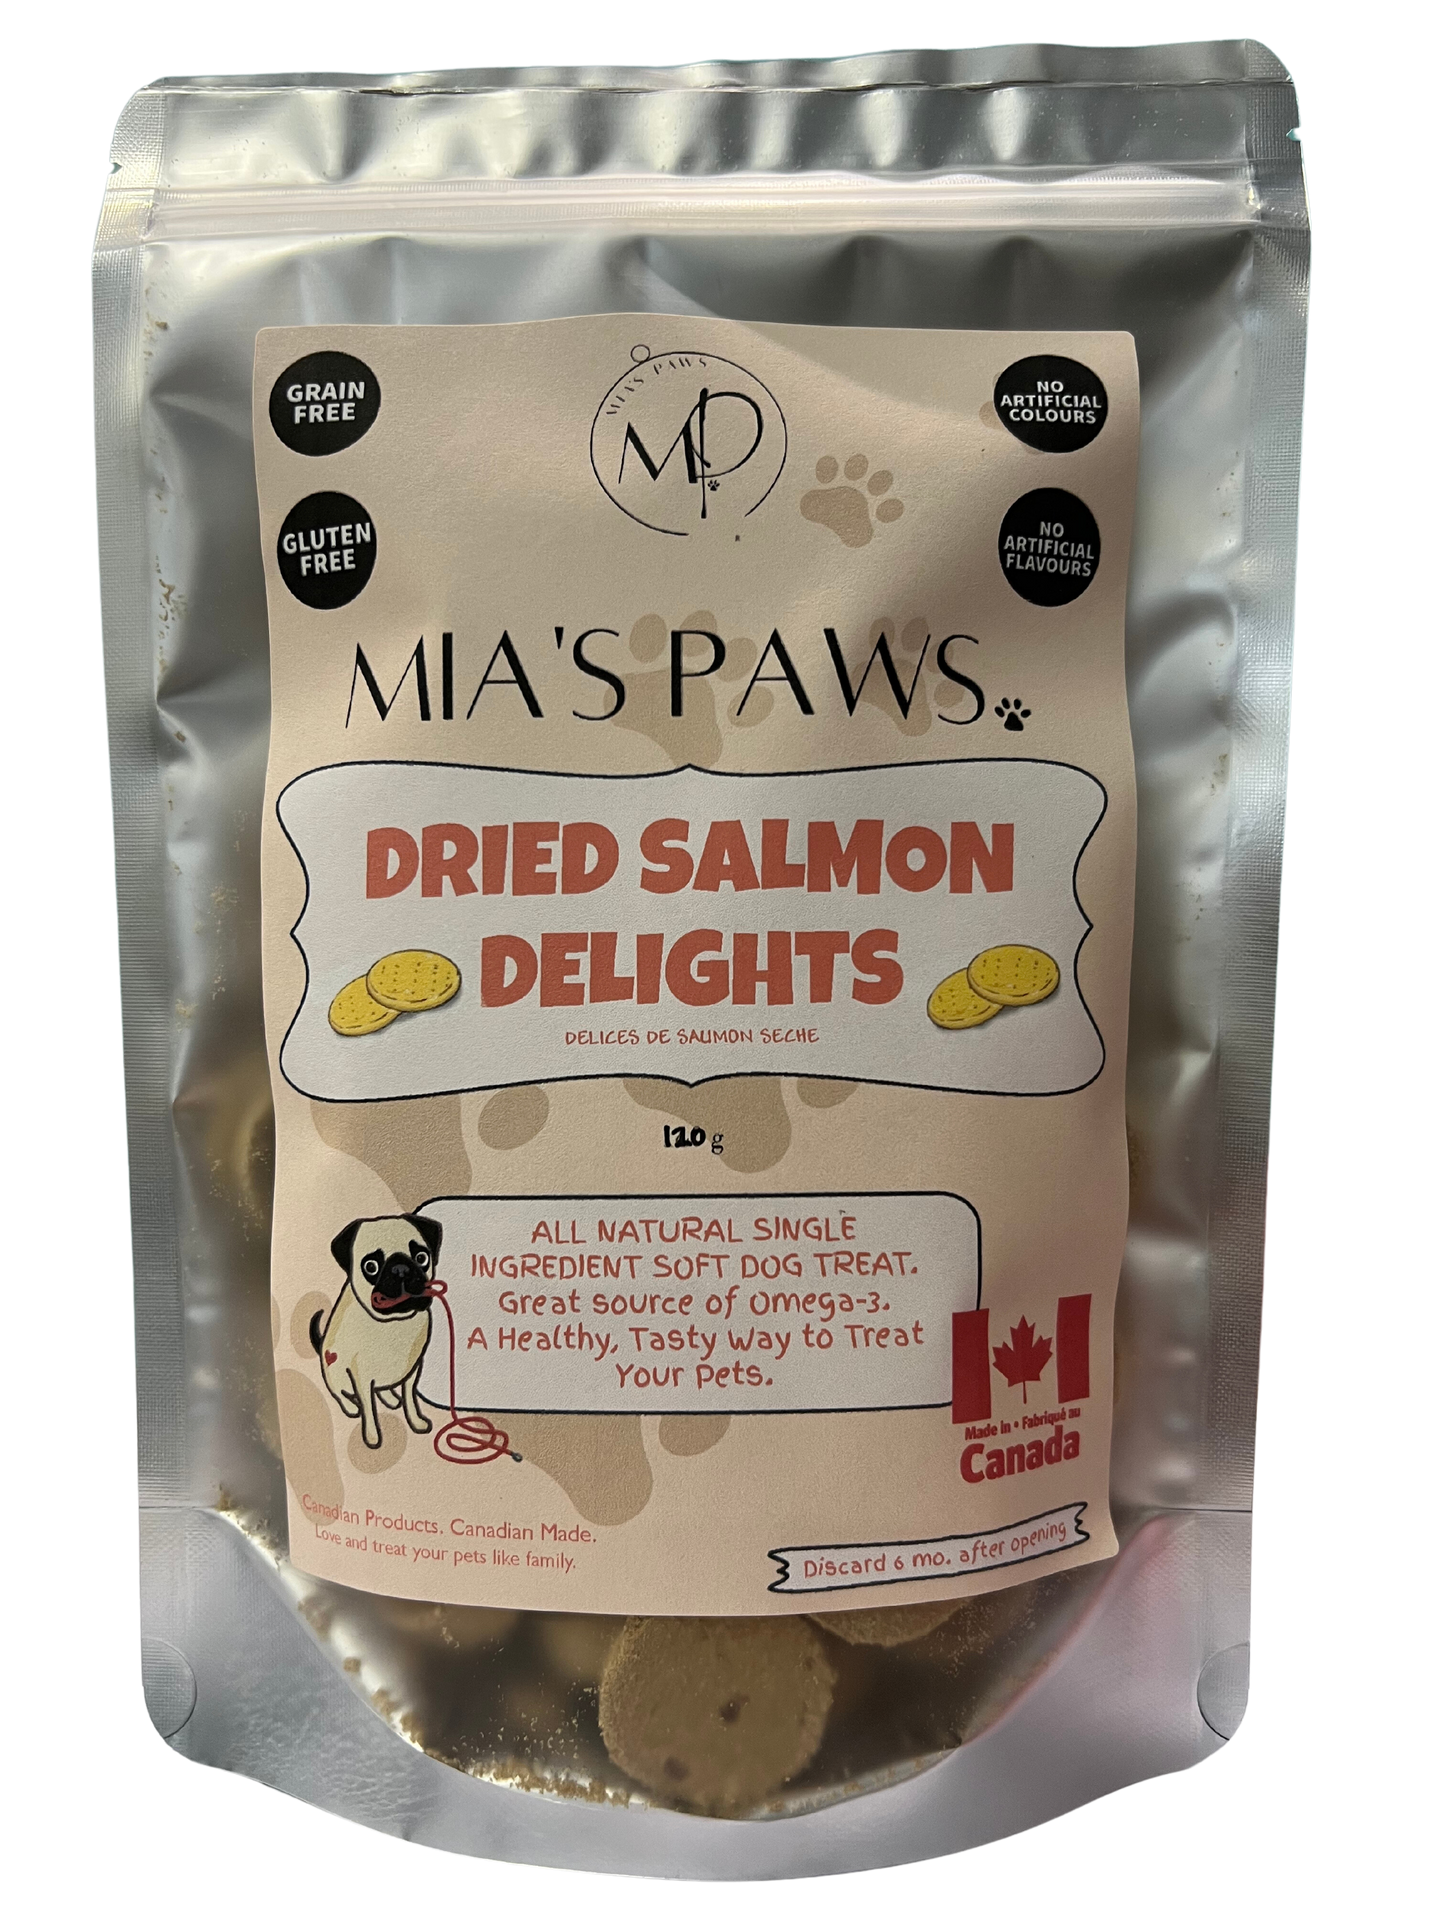 GRAIN
FREE
MIA'S PAWS
MP
®
NO
ARTIFICIAL
COLOURS
GLUTEN
FREE
NO
ARTIFICIAL
FLAVOURS
MIA'S PAWS
DRIED SALMON
DELIGHTS
DELICES DE SAUMON SECHE
120 g
ALL NATURAL SINGLE
INGREDIENT SOFT DOG TREAT.
Great source of omega-3.
A Healthy, Tasty Way to Treat
Your Pets.
Made in • Fabriqué au
Canada
Canadian Products. Canadian Made.
Love and treat your pets like family.
Discard 6 mo. after opening